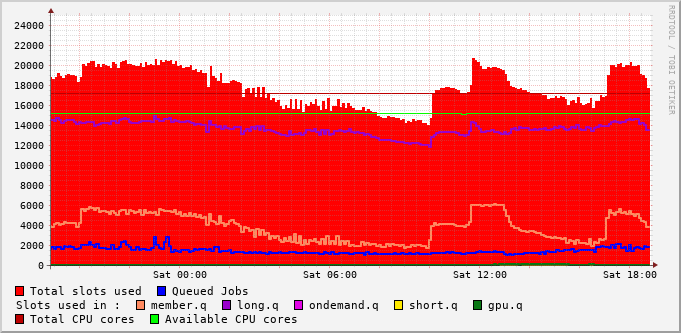 24000
22000
20000
18000
16000
14000
12000
10000
8000
6000
4000
2000
0
Sat 00:00 Sat 06:00 Sat 12:00 Sat 18:00
Total slots used Queued Jobs
Slots used in : member.q long.q ondemand.q short.q gpu.q
Total CPU cores Available CPU cores
RRDTOOL / TOBI OETIKER